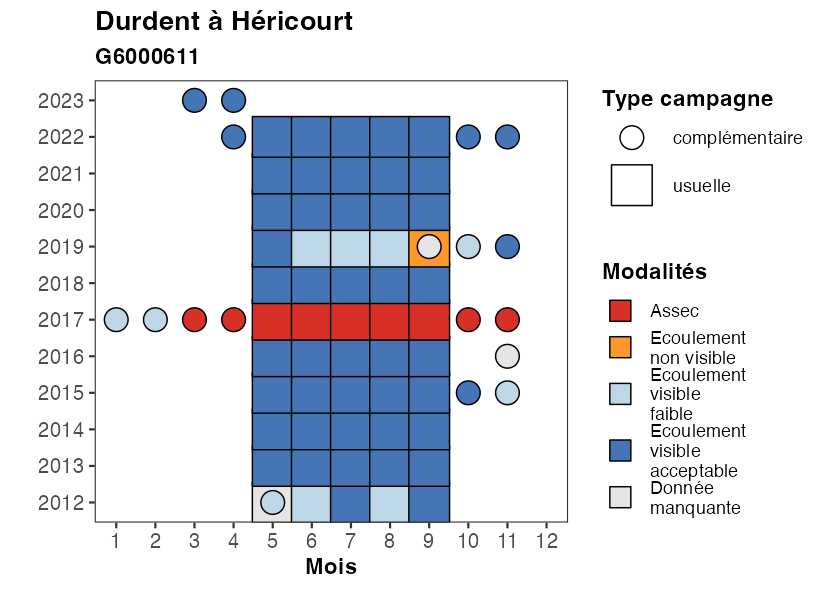 Durdent à Héricourt
G6000611
2023
2022
2021
2020
2019
2018
2017
2016
2015
2014
2013
2012
1 2 3 4 5 6 7 8 9 10 11 12
Mois
Type campagne
complémentaire
usuelle
Modalités
Assec
Ecoulement
non visible
Ecoulement
visible
faible
Ecoulement
visible
acceptable
Donnée
manquante